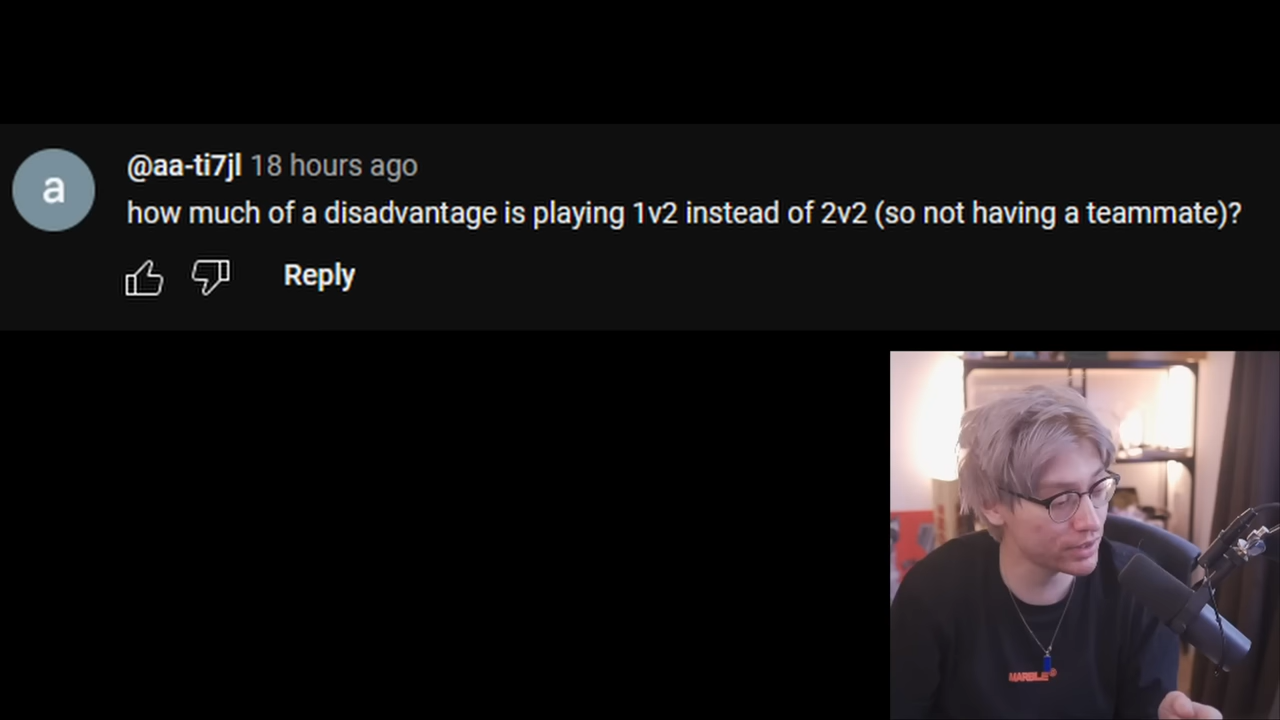 a
@aa-ti7jl 18 hours ago
how much of a disadvantage is playing 1v2 instead of 2v2 (so not having a teammate)?
Reply
MARBLE